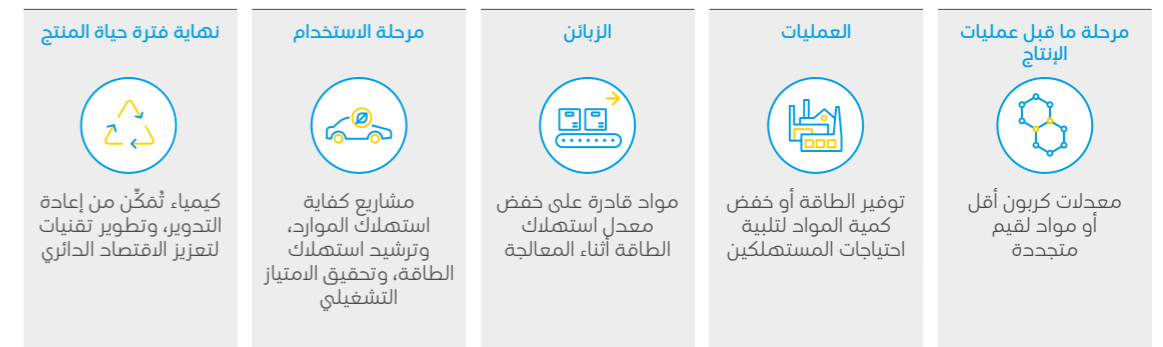 مرحلة ما قبل عمليات
الإنتاج
معدلات كربون أقل
أو مواد لقيم
متجددة
العمليات
توفير الطاقة أو خفض
كمية المواد لتلبية
احتياجات المستهلكين
الزبائن
مواد قادرة على خفض
معدل استهلاك
الطاقة أثناء المعالجة
مرحلة الاستخدام
مشاريع كفاية
استهلاك الموارد،
وترشيد استهلاك
الطاقة، وتحقيق الامتياز
التشغيلي
نهاية فترة حياة المنتج
كيمياء تُمَكِّن من إعادة
التدوير، وتطوير تقنيات
لتعزيز الاقتصاد الدائري